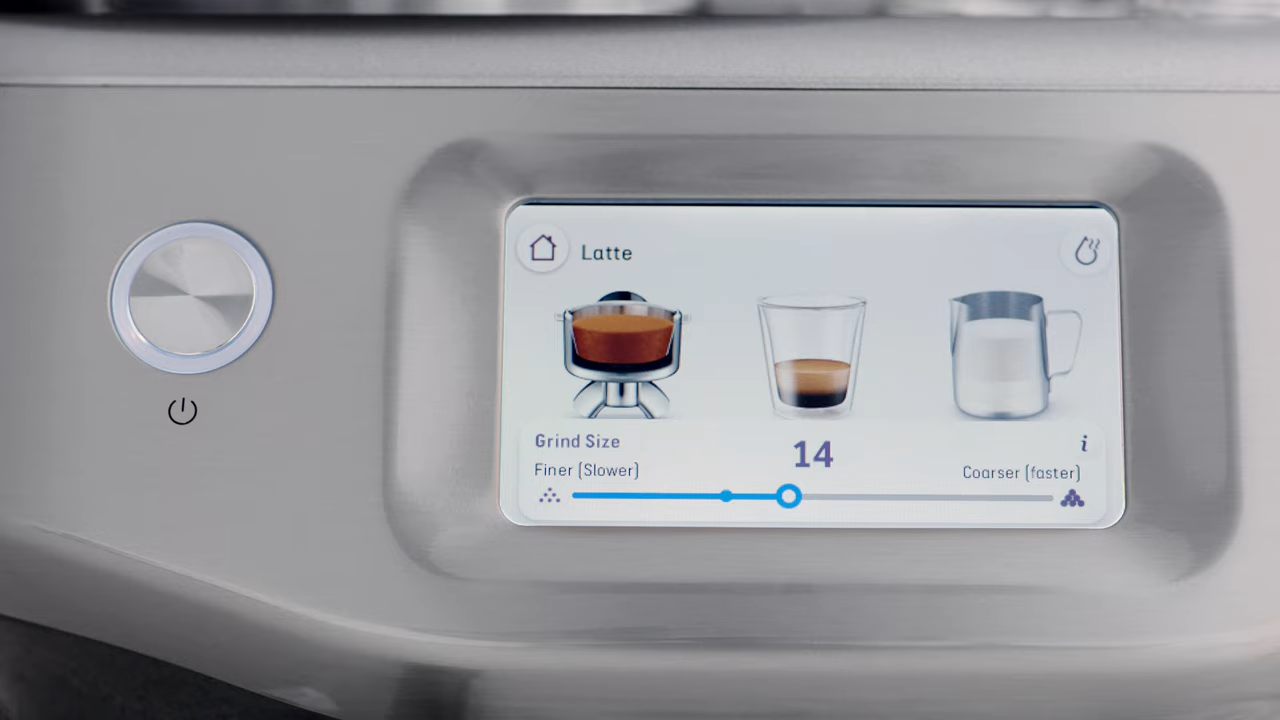 Latte
Grind Size
14
i
Finer (Slower)
Coarser (faster)